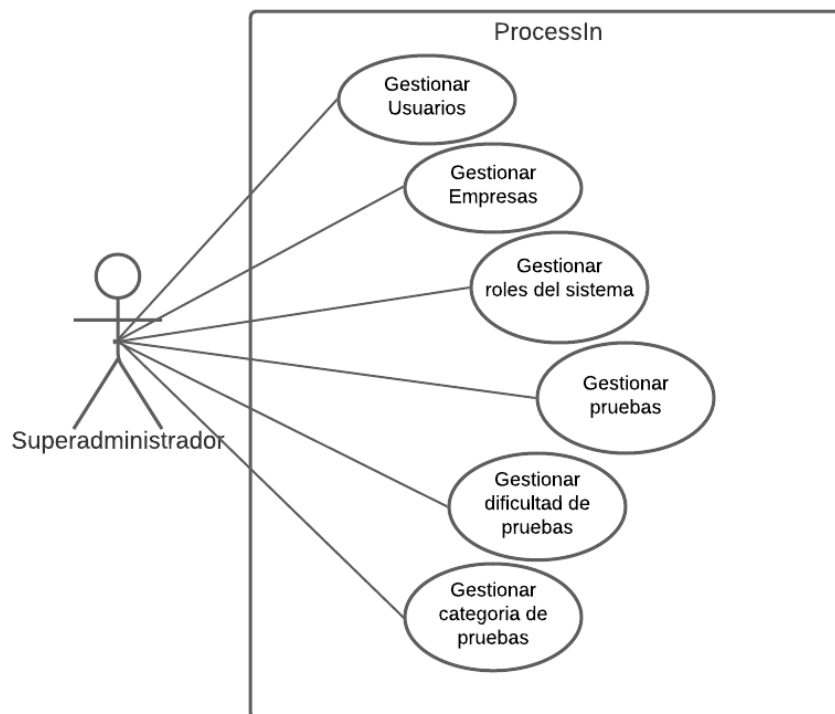 ProcessIn
Gestionar
Usuarios
Gestionar
Empresas
Gestionar
roles del sistema
Gestionar
pruebas
Superadministrador
Gestionar
dificultad de
pruebas
Gestionar
categoria de
pruebas